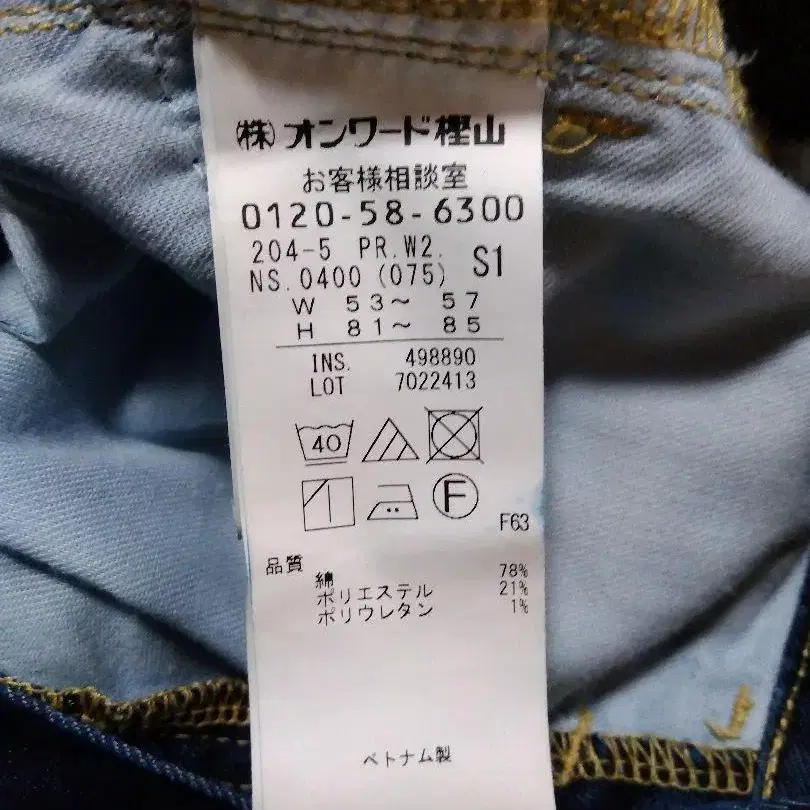 ㈱オンワード樫山
お客様相談室
0120-58-6300
204-5 PR.W2.
NS.0400 (075) S1
W 53～ 57
H 81～ 85
INS. 498890
LOT 7022413
40
F
F63
品質
綿 78%
ポリエステル 21%
ポリウレタン 1%
ベトナム製